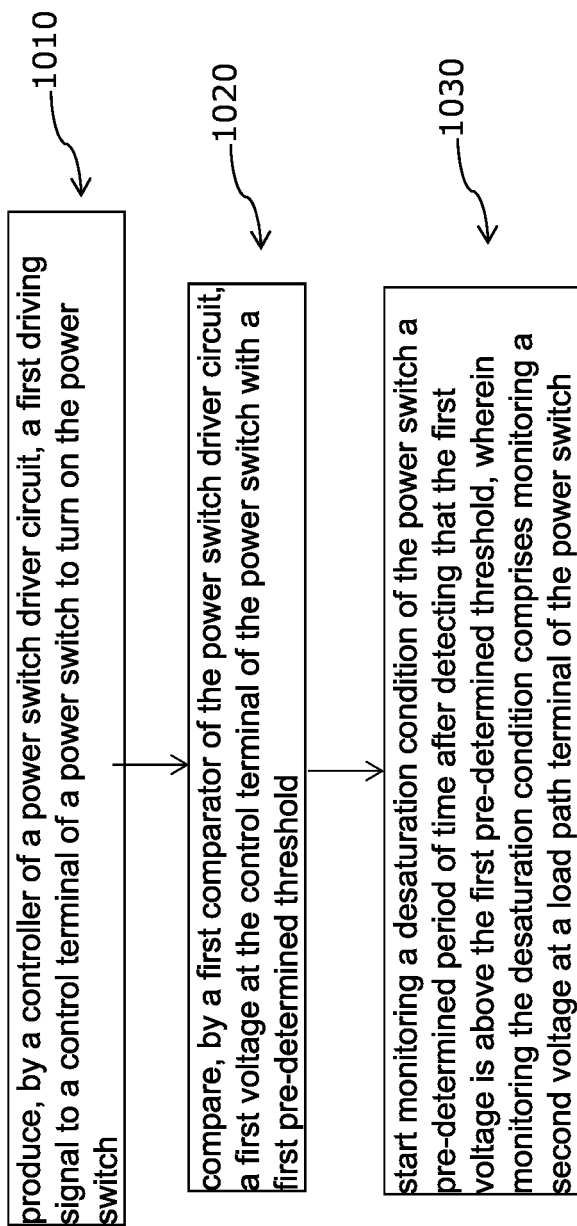 produce, by a controller of a power switch driver circuit, a first driving
signal to a control terminal of a power switch to turn on the power
switch
1010
compare, by a first comparator of the power switch driver circuit,
a first voltage at the control terminal of the power switch with a
first pre-determined threshold
1020
start monitoring a desaturation condition of the power switch a
pre-determined period of time after detecting that the first
voltage is above the first pre-determined threshold, wherein
monitoring the desaturation condition comprises monitoring a
second voltage at a load path terminal of the power switch
1030